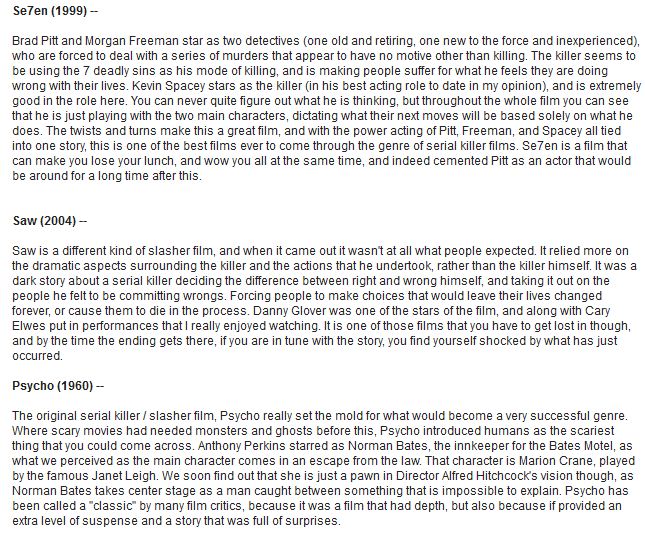 Se7en (1999) --
Brad Pitt and Morgan Freeman star as two detectives (one old and retiring, one new to the force and inexperienced),
who are forced to deal with a series of murders that appear to have no motive other than killing. The killer seems to
be using the 7 deadly sins as his mode of killing, and is making people suffer for what he feels they are doing
wrong with their lives. Kevin Spacey stars as the killer (in his best acting role to date in my opinion), and is extremely
good in the role here. You can never quite figure out what he is thinking, but throughout the whole film you can see
that he is just playing with the two main characters, dictating what their next moves will be based solely on what he
does. The twists and turns make this a great film, and with the power acting of Pitt, Freeman, and Spacey all tied
into one story, this is one of the best films ever to come through the genre of serial killer films. Se7en is a film that
can make you lose your lunch, and wow you all at the same time, and indeed cemented Pitt as an actor that would
be around for a long time after this.
Saw (2004) --
Saw is a different kind of slasher film, and when it came out it wasn't at all what people expected. It relied more on
the dramatic aspects surrounding the killer and the actions that he undertook, rather than the killer himself. It was a
dark story about a serial killer deciding the difference between right and wrong himself, and taking it out on the
people he felt to be committing wrongs. Forcing people to make choices that would leave their lives changed
forever, or cause them to die in the process. Danny Glover was one of the stars of the film, and along with Cary
Elwes put in performances that I really enjoyed watching. It is one of those films that you have to get lost in though,
and by the time the ending gets there, if you are in tune with the story, you find yourself shocked by what has just
occurred.
Psycho (1960) --
The original serial killer / slasher film, Psycho really set the mold for what would become a very successful genre.
Where scary movies had needed monsters and ghosts before this, Psycho introduced humans as the scariest
thing that you could come across. Anthony Perkins starred as Norman Bates, the innkeeper for the Bates Motel, as
what we perceived as the main character comes in an escape from the law. That character is Marion Crane, played
by the famous Janet Leigh. We soon find out that she is just a pawn in Director Alfred Hitchcock's vision though, as
Norman Bates takes center stage as a man caught between something that is impossible to explain. Psycho has
been called a "classic" by many film critics, because it was a film that had depth, but also because if provided an
extra level of suspense and a story that was full of surprises.